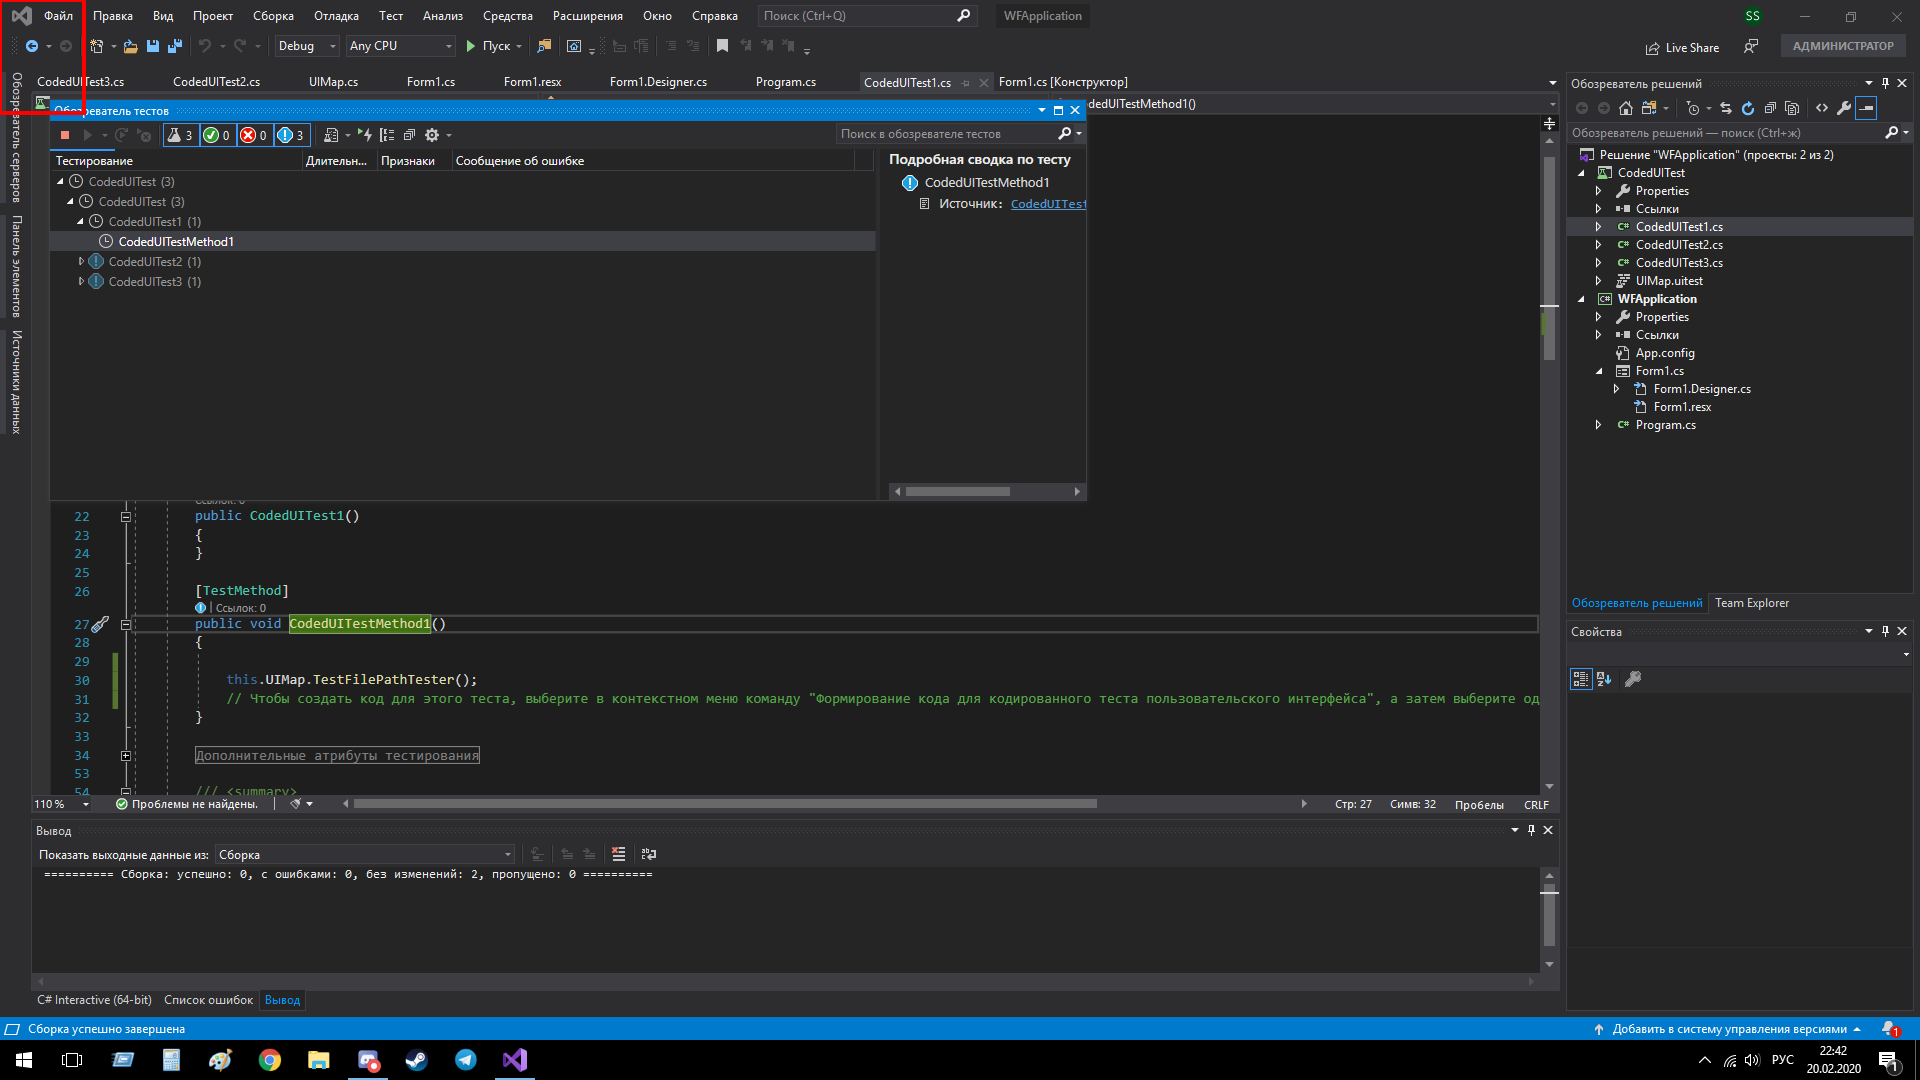 Файл Правка Вид Проект Сборка Отладка Тест Анализ Средства Расширения Окно Справка Поиск (Ctrl+Q) WFApplication SS
Debug Any CPU Пуск Live Share АДМИНИСТРАТОР
CodedUITest3.cs CodedUITest2.cs UIMap.cs Form1.cs Form1.resx Form1.Designer.cs Program.cs CodedUITest1.cs Form1.cs [Конструктор]
Обозреватель серверов
Панель элементов
Источники данных
Обозреватель тестов
dedUITestMethod1()
3 0 0 3 Поиск в обозревателе тестов
Тестирование Длительн... Признаки Сообщение об ошибке
CodedUITest (3)
CodedUITest (3)
CodedUITest1 (1)
CodedUITestMethod1
CodedUITest2 (1)
CodedUITest3 (1)
Подробная сводка по тесту
CodedUITestMethod1
Источник: CodedUITest
Ссылок: 0
22 public CodedUITest1()
23 {
24 }
25
26 [TestMethod]
Ссылок: 0
27 public void CodedUITestMethod1()
28 {
29
30 this.UIMap.TestFilePathTester();
31 // Чтобы создать код для этого теста, выберите в контекстном меню команду "Формирование кода для кодированного теста пользовательского интерфейса", а затем выберите од
32 }
33
34 Дополнительные атрибуты тестирования
53
54 /// <summary>
110 % Проблемы не найдены. Стр: 27 Симв: 32 Пробелы CRLF
Вывод
Показать выходные данные из: Сборка
========== Сборка: успешно: 0, с ошибками: 0, без изменений: 2, пропущено: 0 ==========
C# Interactive (64-bit) Список ошибок Вывод
Обозреватель решений
Обозреватель решений — поиск (Ctrl+ж)
Решение "WFApplication" (проекты: 2 из 2)
CodedUITest
Properties
Ссылки
CodedUITest1.cs
CodedUITest2.cs
CodedUITest3.cs
UIMap.uitest
WFApplication
Properties
Ссылки
App.config
Form1.cs
Form1.Designer.cs
Form1.resx
Program.cs
Обозреватель решений Team Explorer
Свойства
Сборка успешно завершена Добавить в систему управления версиями 1
РУС 22:42
20.02.2020 1